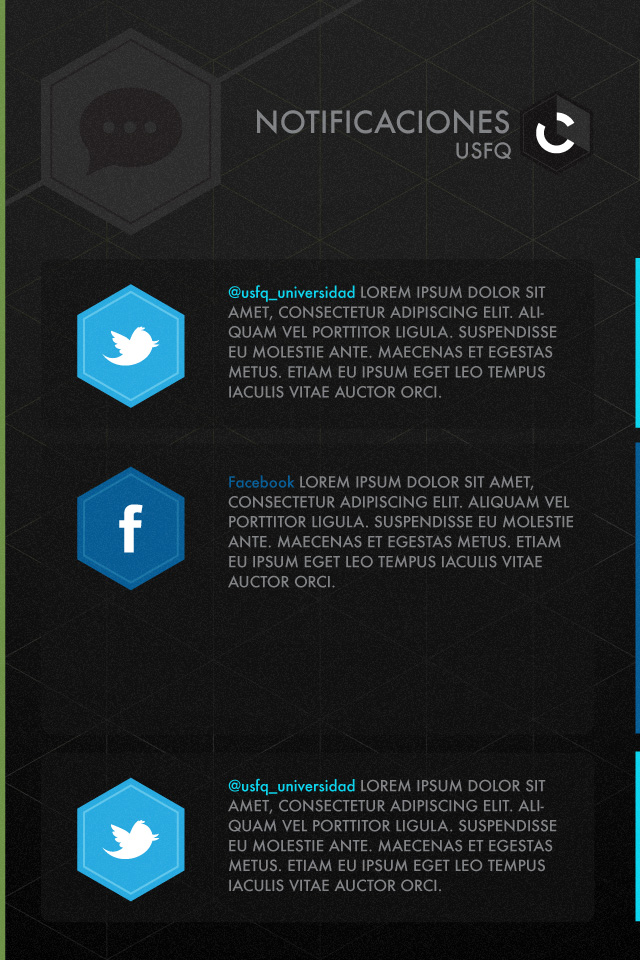 NOTIFICACIONES
USFQ
@usfq_universidad LOREM IPSUM DOLOR SIT
AMET, CONSECTETUR ADIPISCING ELIT. ALI-
QUAM VEL PORTTITOR LIGULA. SUSPENDISSE
EU MOLESTIE ANTE. MAECENAS ET EGESTAS
METUS. ETIAM EU IPSUM EGET LEO TEMPUS
IACULIS VITAE AUCTOR ORCI.
Facebook LOREM IPSUM DOLOR SIT AMET,
CONSECTETUR ADIPISCING ELIT. ALIQUAM VEL
PORTTITOR LIGULA. SUSPENDISSE EU MOLESTIE
ANTE. MAECENAS ET EGESTAS METUS. ETIAM
EU IPSUM EGET LEO TEMPUS IACULIS VITAE
AUCTOR ORCI.
@usfq_universidad LOREM IPSUM DOLOR SIT
AMET, CONSECTETUR ADIPISCING ELIT. ALI-
QUAM VEL PORTTITOR LIGULA. SUSPENDISSE
EU MOLESTIE ANTE. MAECENAS ET EGESTAS
METUS. ETIAM EU IPSUM EGET LEO TEMPUS
IACULIS VITAE AUCTOR ORCI.